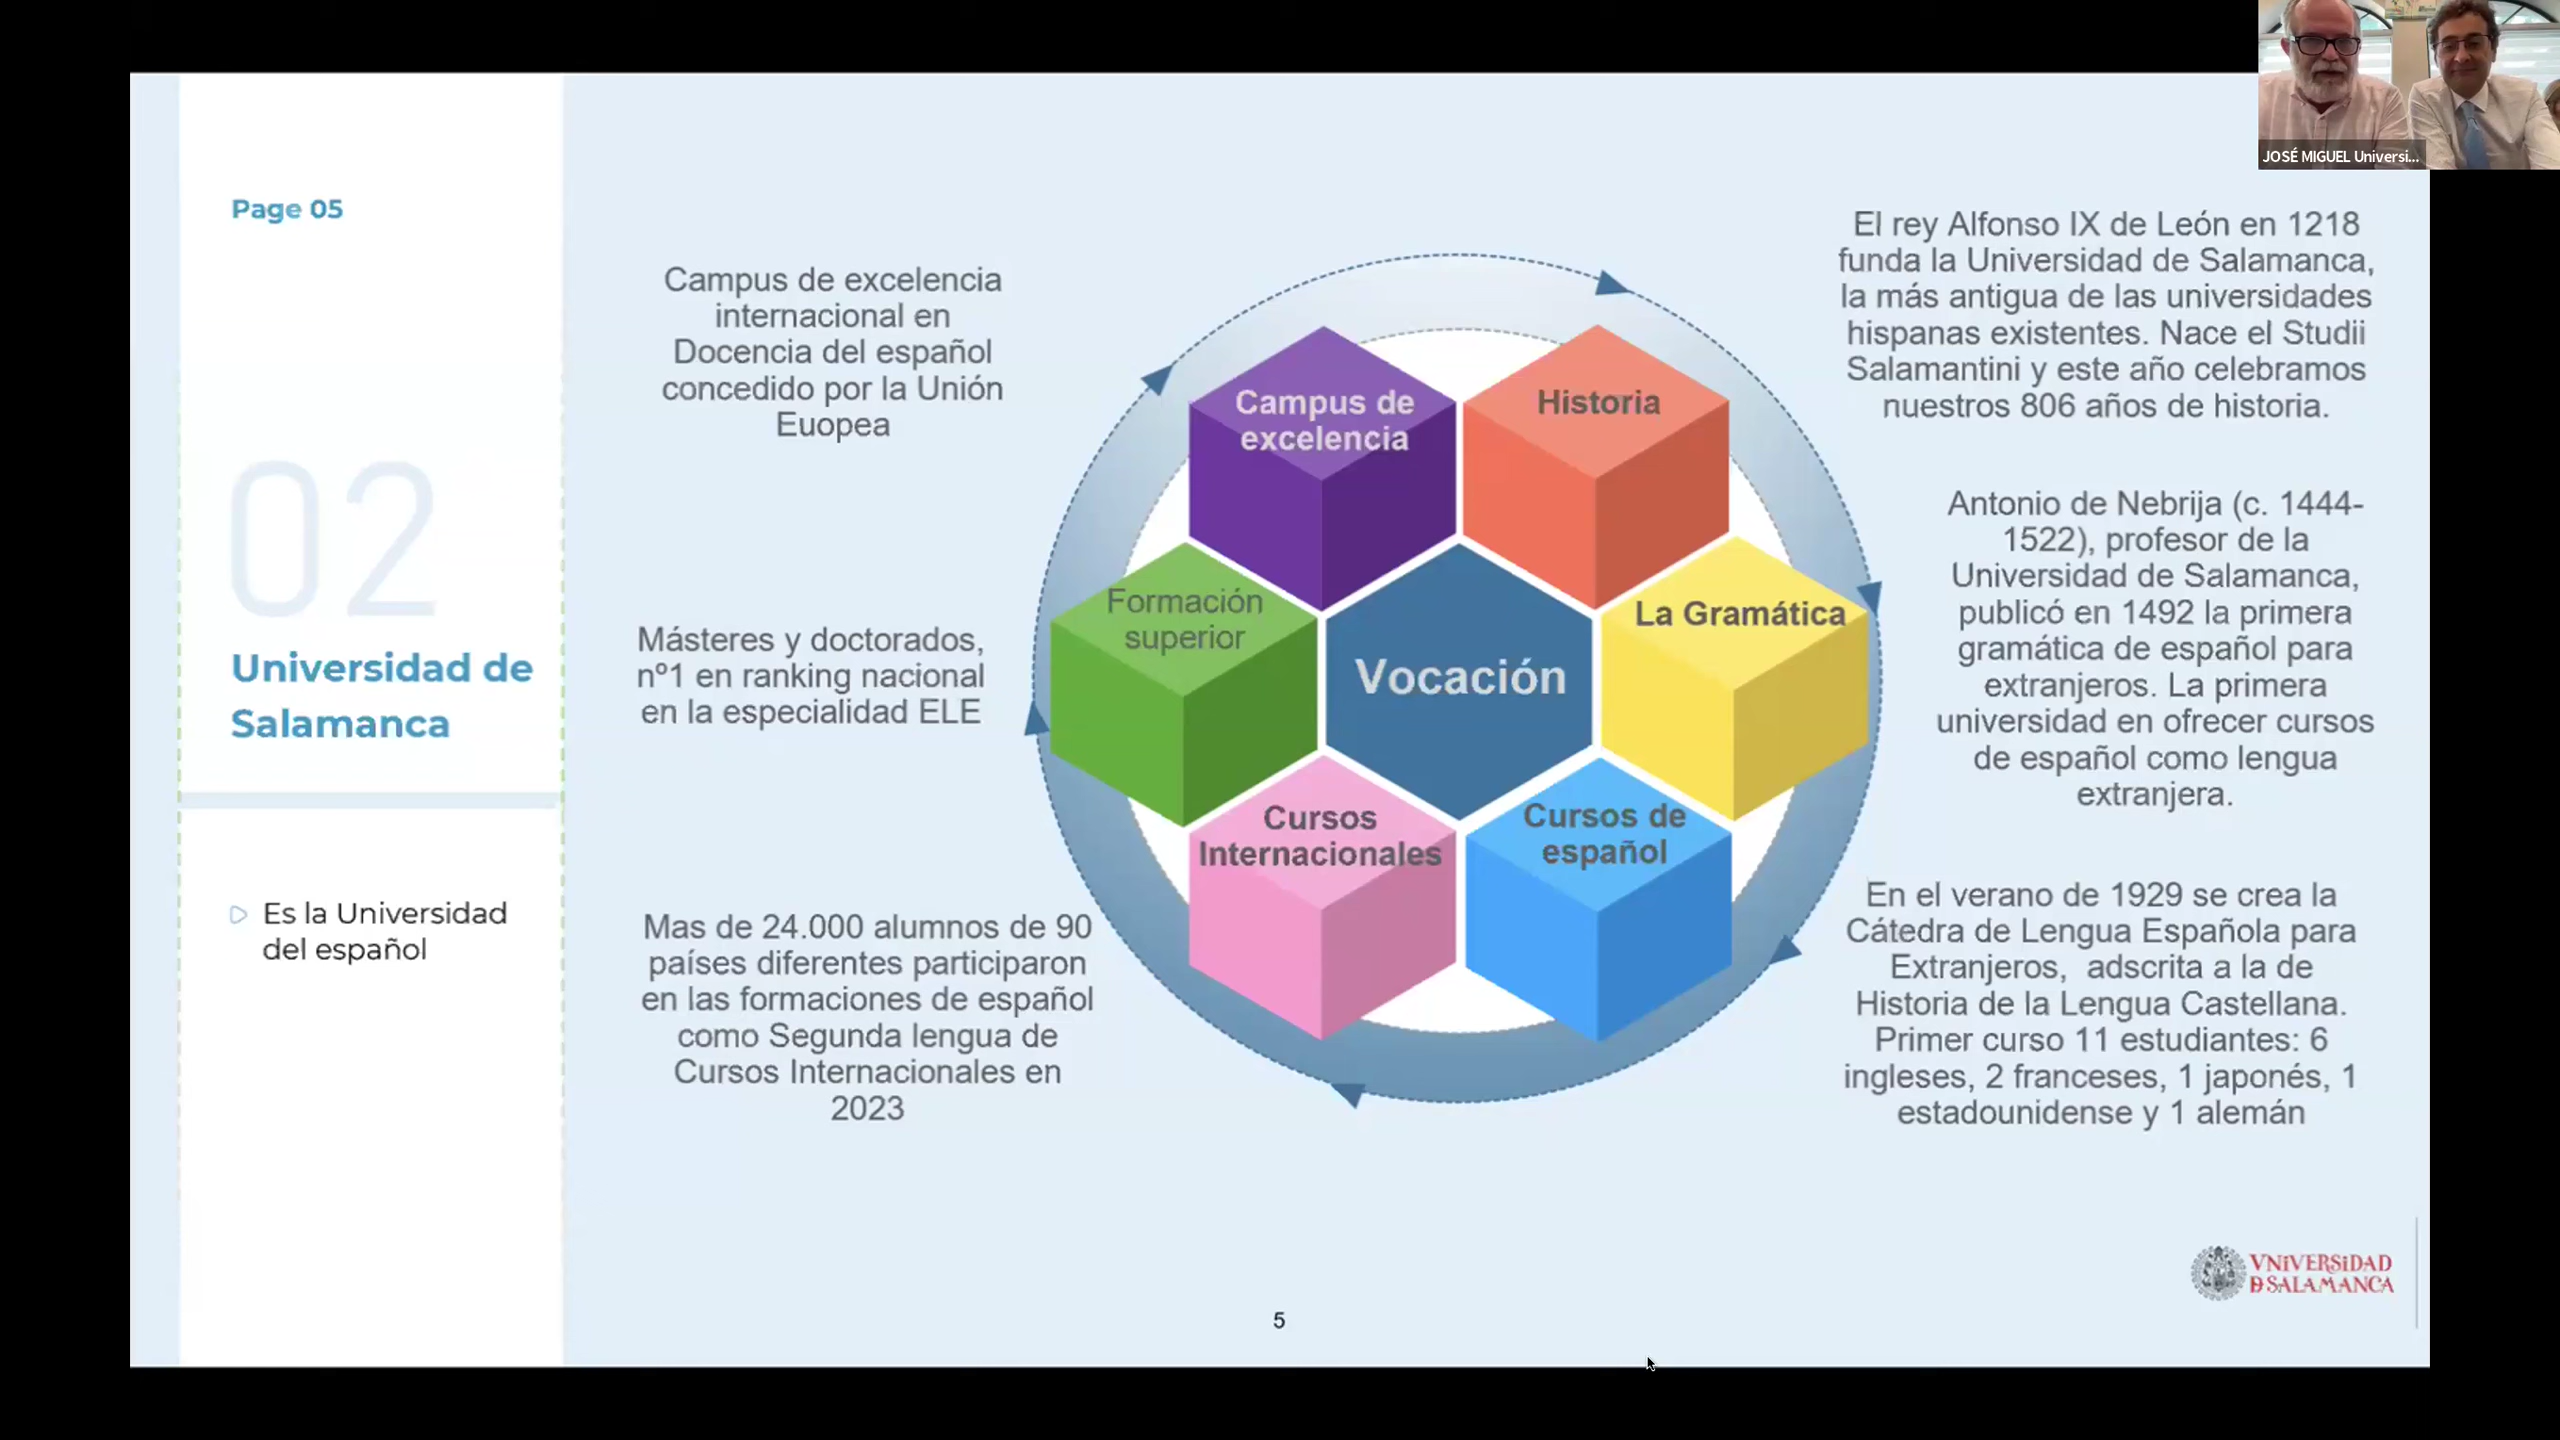 JOSÉ MIGUEL Universi...
Page 05
02
Universidad de
Salamanca
Es la Universidad
del español
Campus de excelencia
internacional en
Docencia del español
concedido por la Unión
Euopea
Másteres y doctorados,
nº1 en ranking nacional
en la especialidad ELE
Mas de 24.000 alumnos de 90
países diferentes participaron
en las formaciones de español
como Segunda lengua de
Cursos Internacionales en
2023
Campus de
excelencia
Historia
Formación
superior
Vocación
La Gramática
Cursos
Internacionales
Cursos de
español
El rey Alfonso IX de León en 1218
funda la Universidad de Salamanca,
la más antigua de las universidades
hispanas existentes. Nace el Studii
Salamantini y este año celebramos
nuestros 806 años de historia.
Antonio de Nebrija (c. 1444-
1522), profesor de la
Universidad de Salamanca,
publicó en 1492 la primera
gramática de español para
extranjeros. La primera
universidad en ofrecer cursos
de español como lengua
extranjera.
En el verano de 1929 se crea la
Cátedra de Lengua Española para
Extranjeros,  adscrita a la de
Historia de la Lengua Castellana.
Primer curso 11 estudiantes: 6
ingleses, 2 franceses, 1 japonés, 1
estadounidense y 1 alemán
VNiVERSiDAD
D SALAMANCA
5